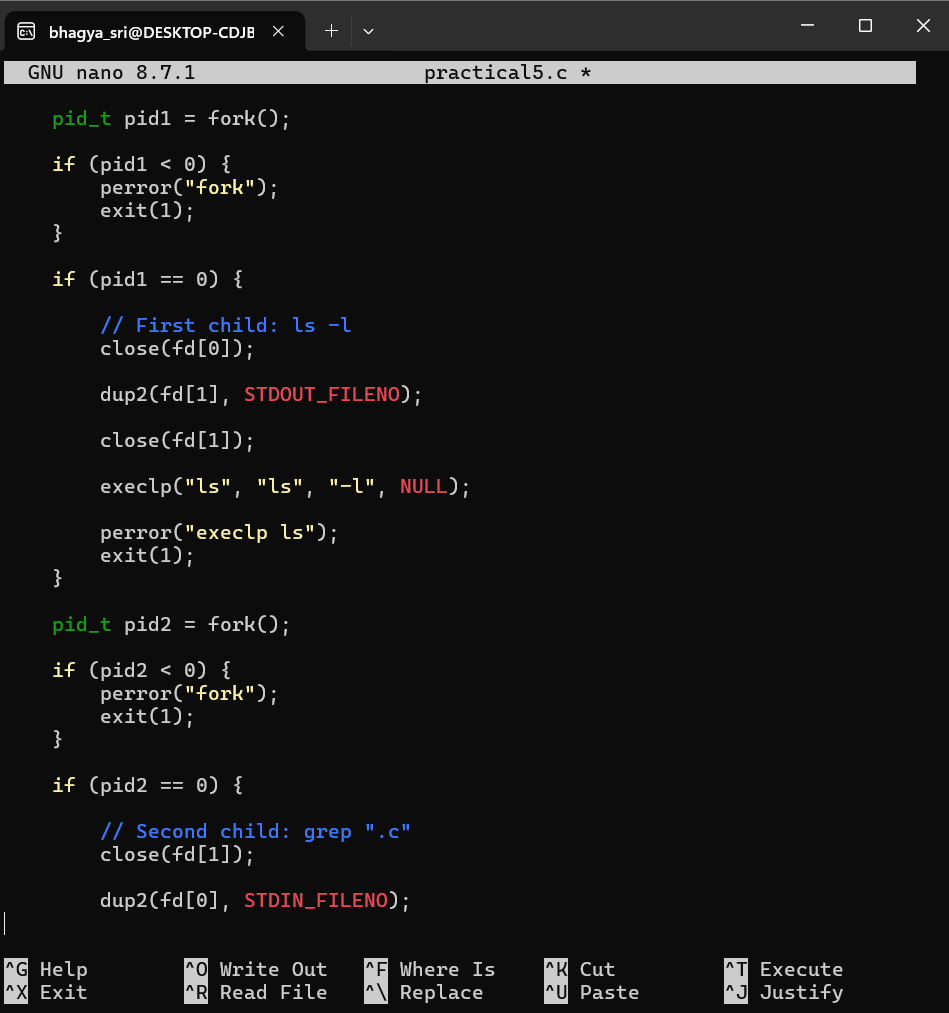 bhagya_sri@DESKTOP-CDJB
GNU nano 8.7.1 practical5.c *
pid_t pid1 = fork();
if (pid1 < 0) {
perror("fork");
exit(1);
}
if (pid1 == 0) {
// First child: ls -l
close(fd[0]);
dup2(fd[1], STDOUT_FILENO);
close(fd[1]);
execlp("ls", "ls", "-l", NULL);
perror("execlp ls");
exit(1);
}
pid_t pid2 = fork();
if (pid2 < 0) {
perror("fork");
exit(1);
}
if (pid2 == 0) {
// Second child: grep ".c"
close(fd[1]);
dup2(fd[0], STDIN_FILENO);
^G Help ^O Write Out ^F Where Is ^K Cut ^T Execute
^X Exit ^R Read File ^\ Replace ^U Paste ^J Justify